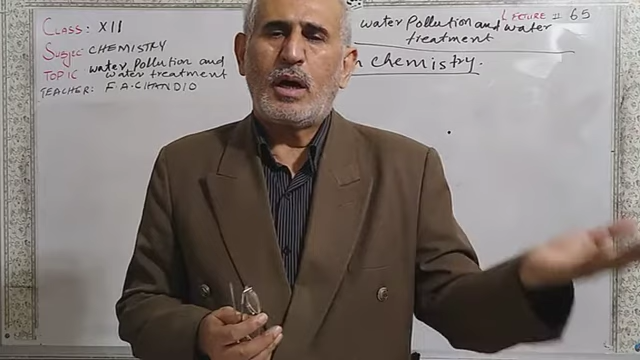 CLASS: XII
SUBJEC: CHEMISTRY
TOPIC water Pollution and
water treatment
TEACHER: F.A.CHANDIO
LECTURE # 65
water Pollution and water
treatment
chemistry.